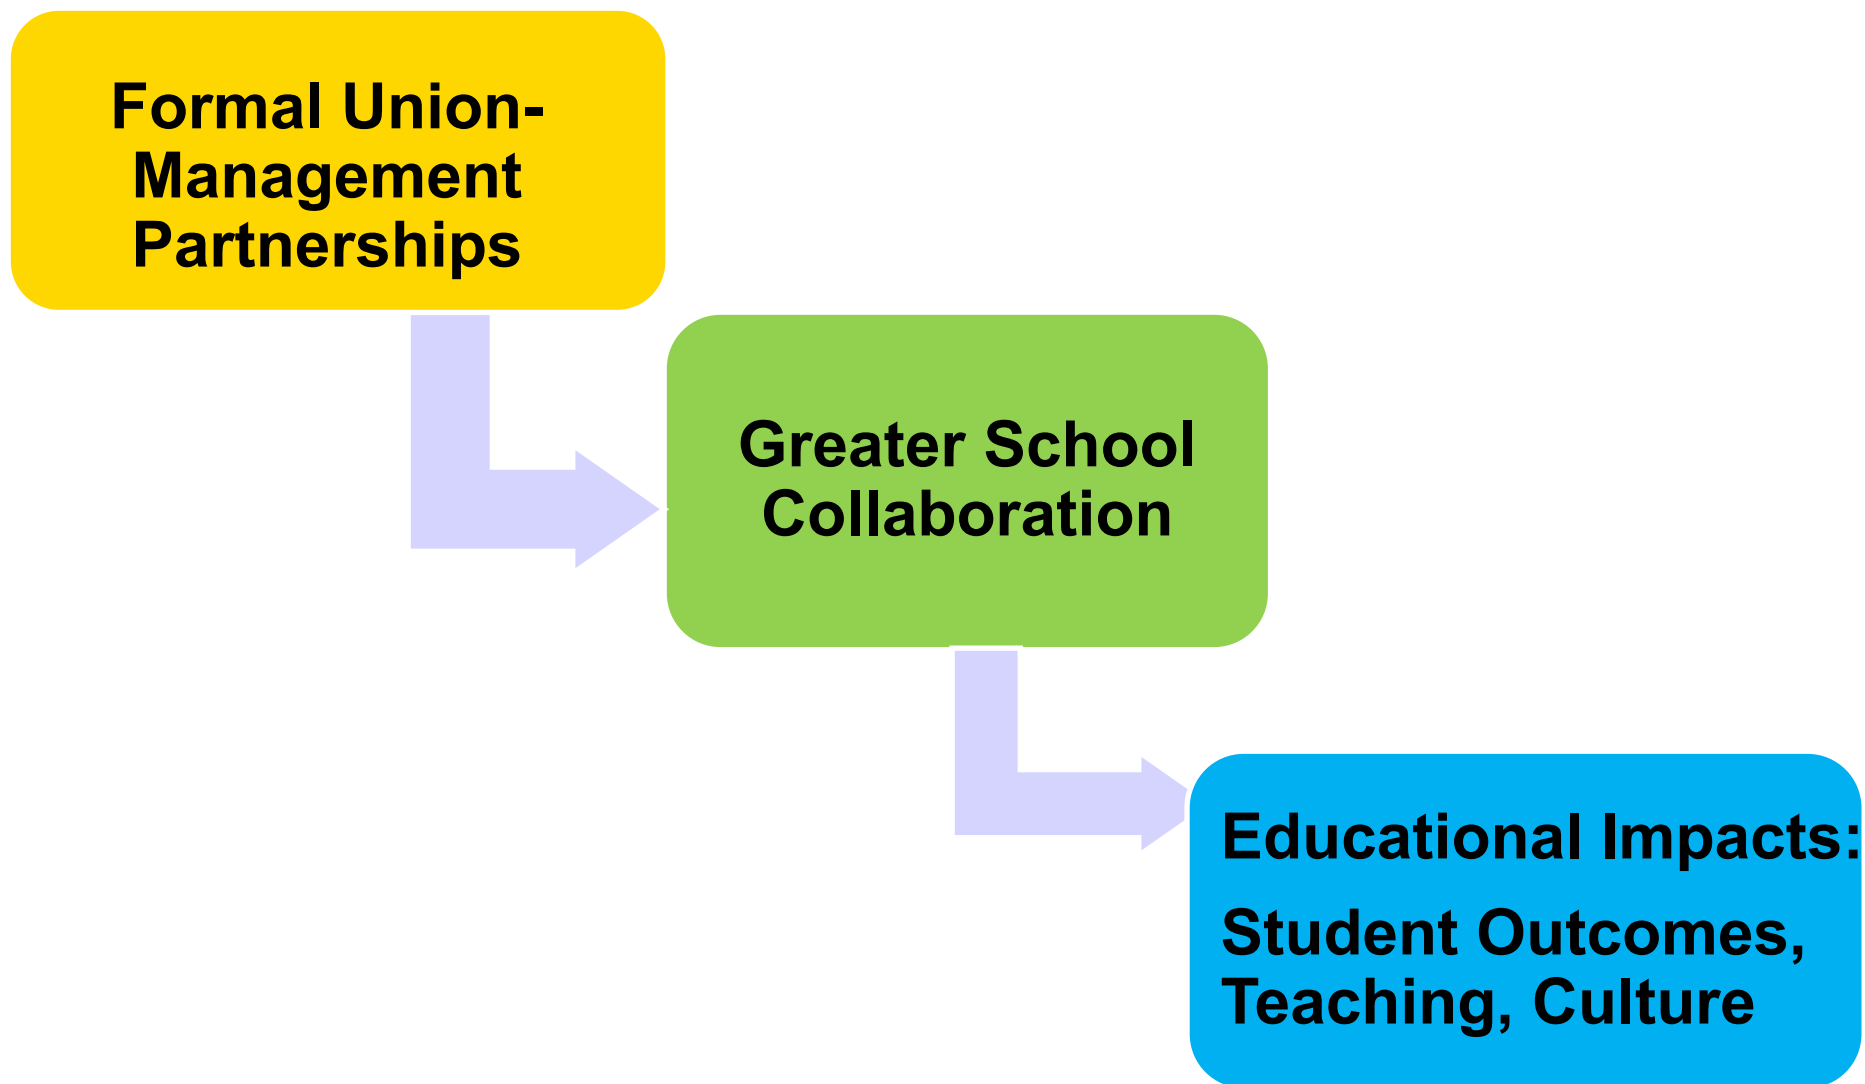 Formal Union-
Management
Partnerships
Greater School
Collaboration
Educational Impacts:
Student Outcomes,
Teaching, Culture